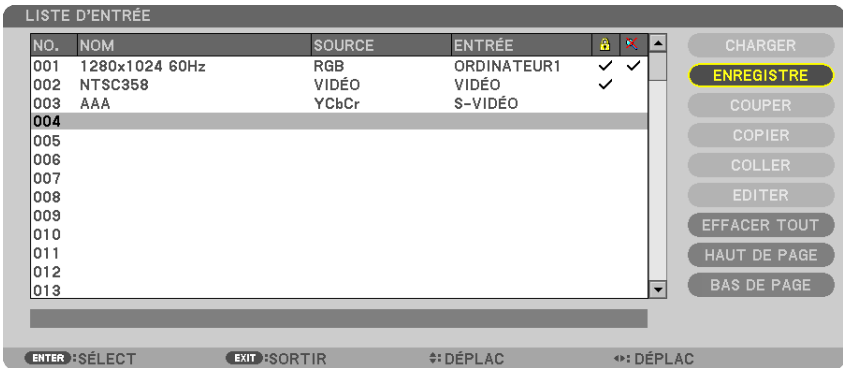 LISTE D'ENTRÉE
NO. NOM SOURCE ENTRÉE
001 1280x1024 60Hz RGB ORDINATEUR1
002 NTSC358 VIDÉO VIDÉO
003 AAA YCbCr S-VIDÉO
004
005
006
007
008
009
010
011
012
013
CHARGER
ENREGISTRE
COUPER
COPIER
COLLER
EDITER
EFFACER TOUT
HAUT DE PAGE
BAS DE PAGE
ENTER :SÉLECT EXIT :SORTIR :DÉPLAC :DÉPLAC